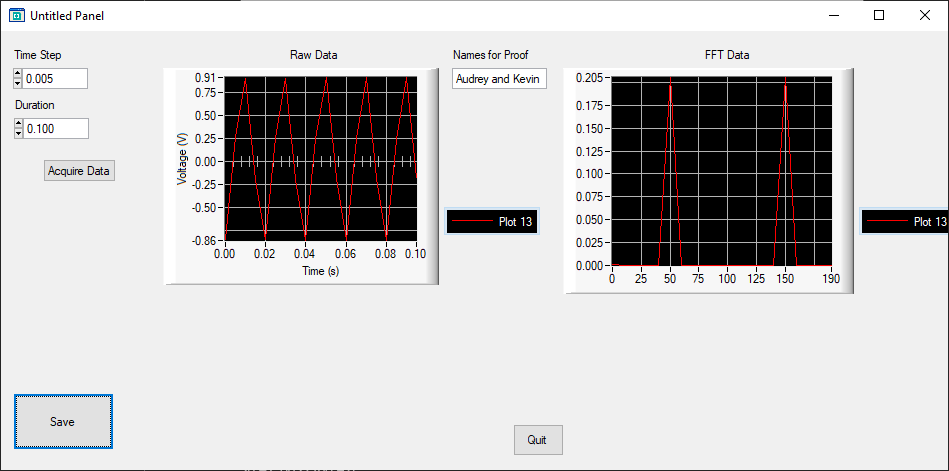 Untitled Panel
Time Step
0.005
Duration
0.100
Acquire Data
Raw Data
Voltage (V)
0.91
0.75
0.50
0.25
0.00
-0.25
-0.50
-0.86
0.00 0.02 0.04 0.06 0.08 0.10
Time (s)
Plot 13
Names for Proof
Audrey and Kevin
FFT Data
0.205
0.175
0.150
0.125
0.100
0.075
0.050
0.025
0.000
0 25 50 75 100 125 150 190
Plot 13
Save
Quit